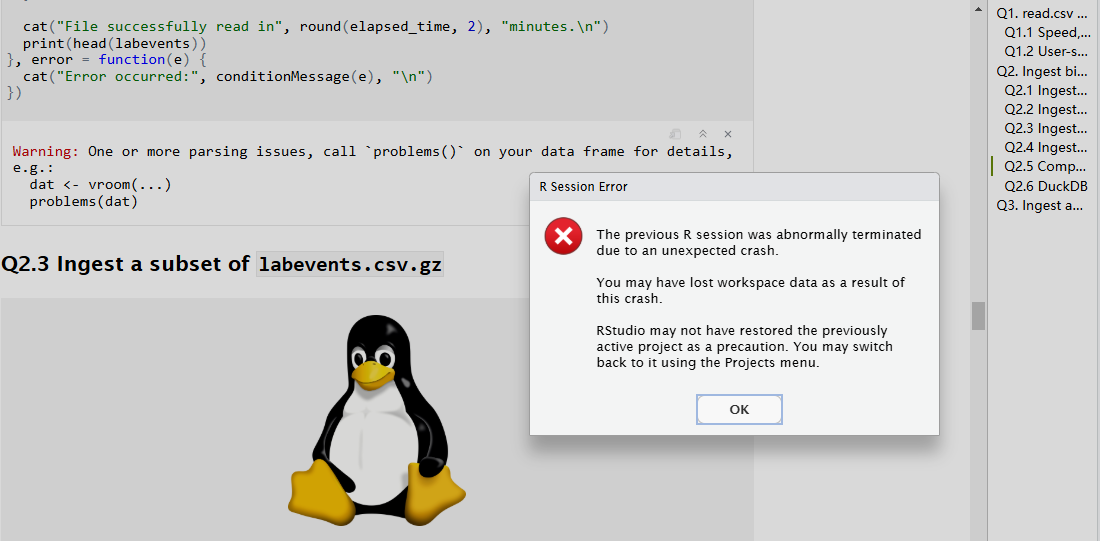 cat("File successfully read in", round(elapsed_time, 2), "minutes.\n")
print(head(labevents))
}, error = function(e) {
cat("Error occurred:", conditionMessage(e), "\n")
})
Warning: One or more parsing issues, call `problems()` on your data frame for details,
e.g.:
dat <- vroom(...)
problems(dat)
Q2.3 Ingest a subset of labevents.csv.gz
R Session Error
The previous R session was abnormally terminated
due to an unexpected crash.
You may have lost workspace data as a result of
this crash.
RStudio may not have restored the previously
active project as a precaution. You may switch
back to it using the Projects menu.
OK
Q1. read.csv ...
Q1.1 Speed,...
Q1.2 User-s...
Q2. Ingest bi...
Q2.1 Ingest...
Q2.2 Ingest...
Q2.3 Ingest...
Q2.4 Ingest...
Q2.5 Comp...
Q2.6 DuckDB
Q3. Ingest a...